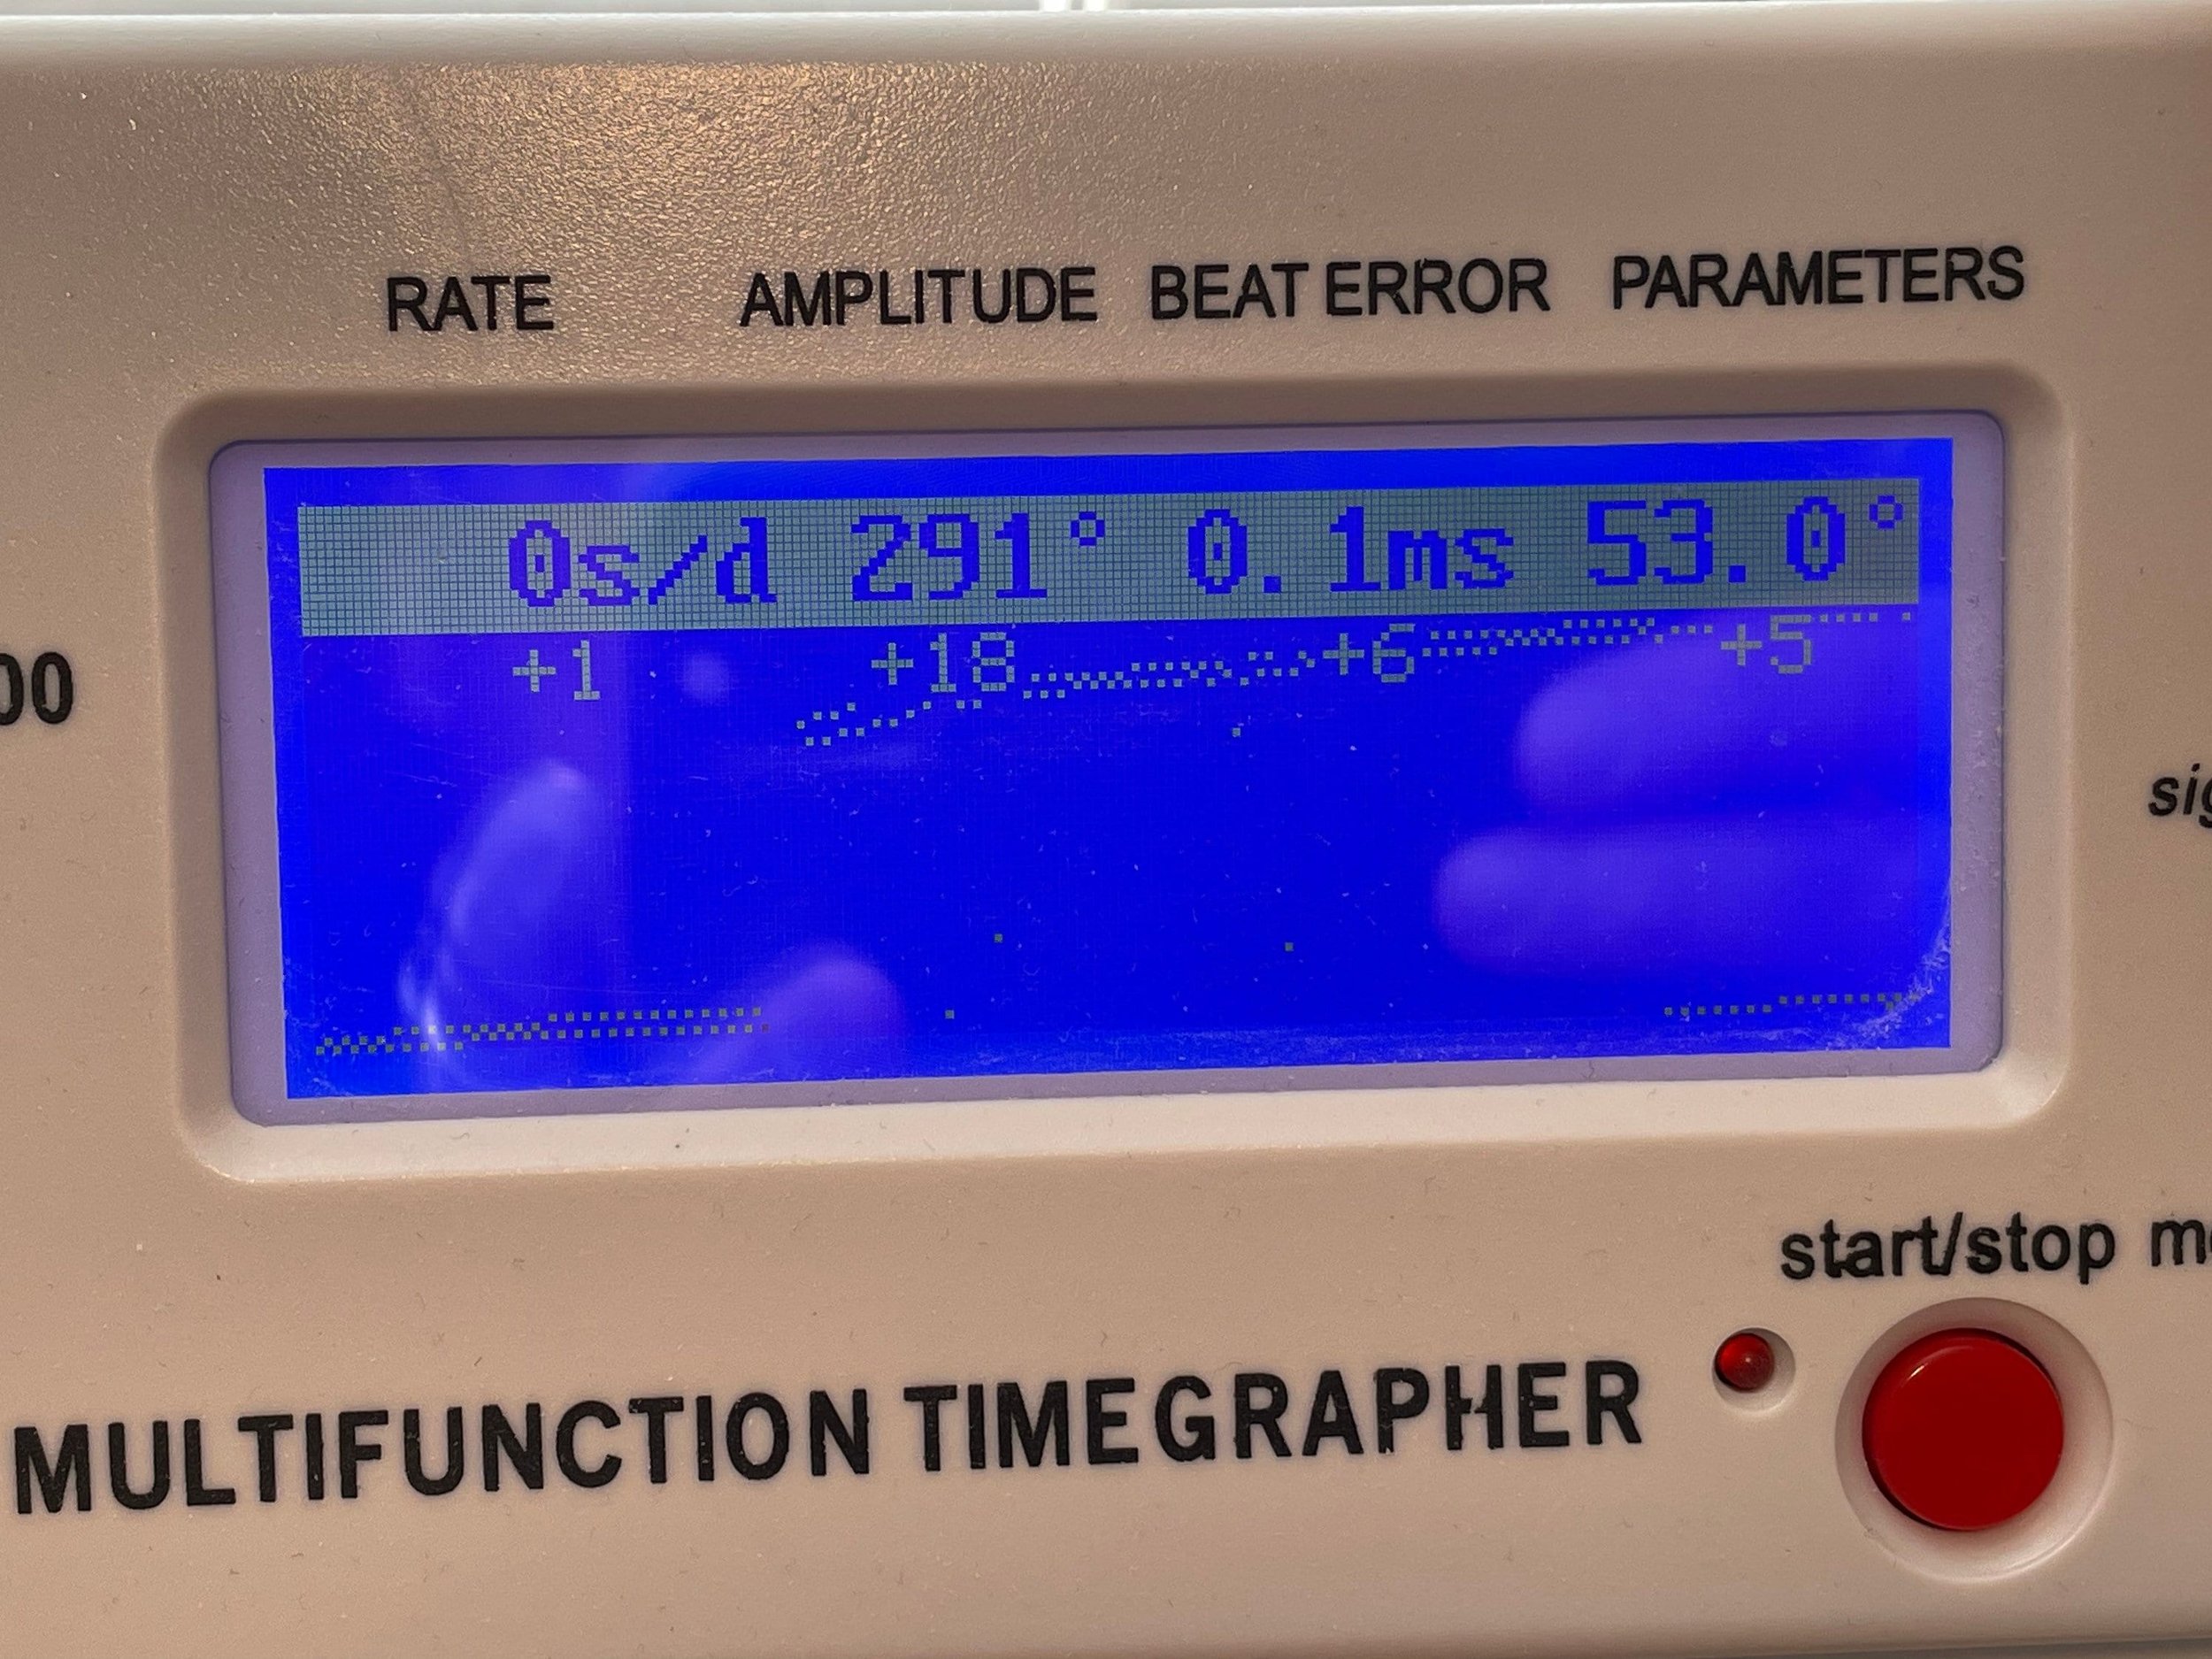 RATE AMPLITUDE BEAT ERROR PARAMETERS
0s/d 291° 0.1ms 53.0°
+1 +18 +6 +5
00
sig
start/stop m
MULTIFUNCTION TIMEGRAPHER